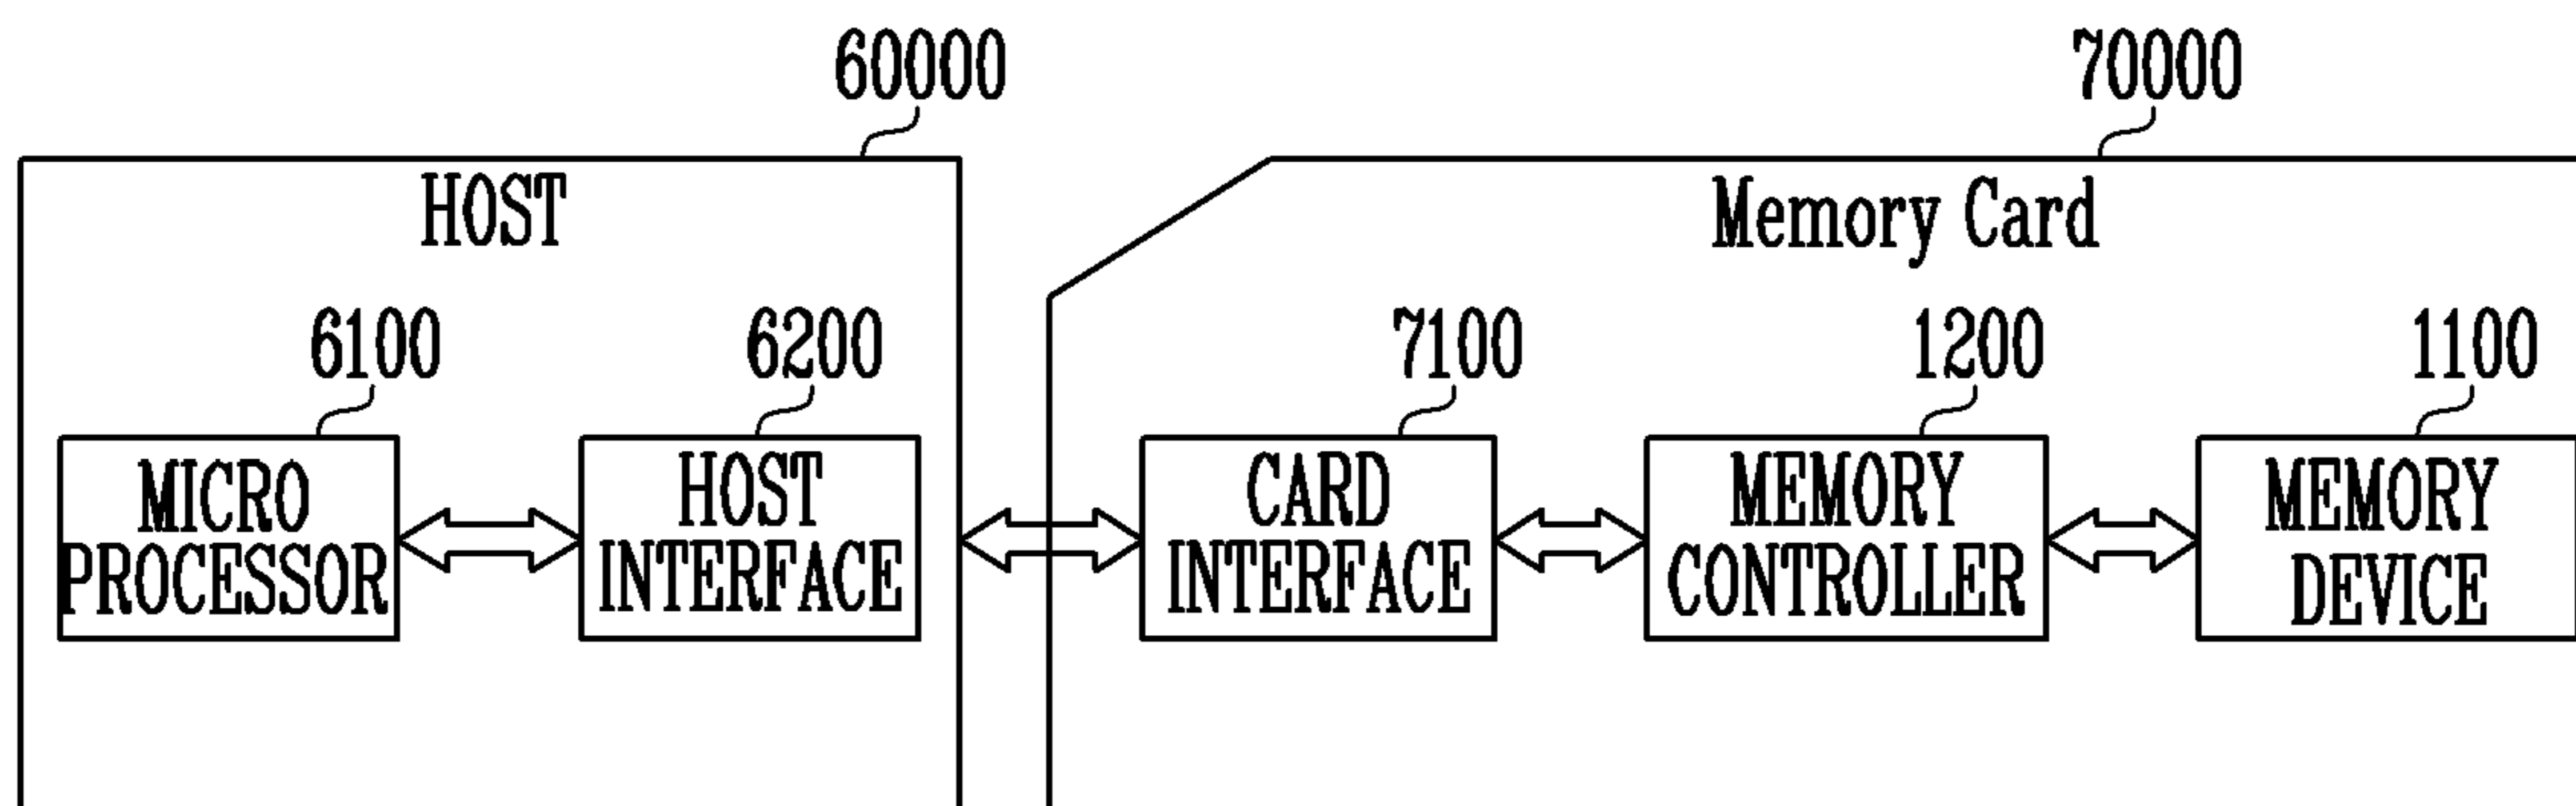 60000
70000
HOST
Memory Card
6100
6200
7100
1200
1100
MICRO
PROCESSOR
HOST
INTERFACE
CARD
INTERFACE
MEMORY
CONTROLLER
MEMORY
DEVICE